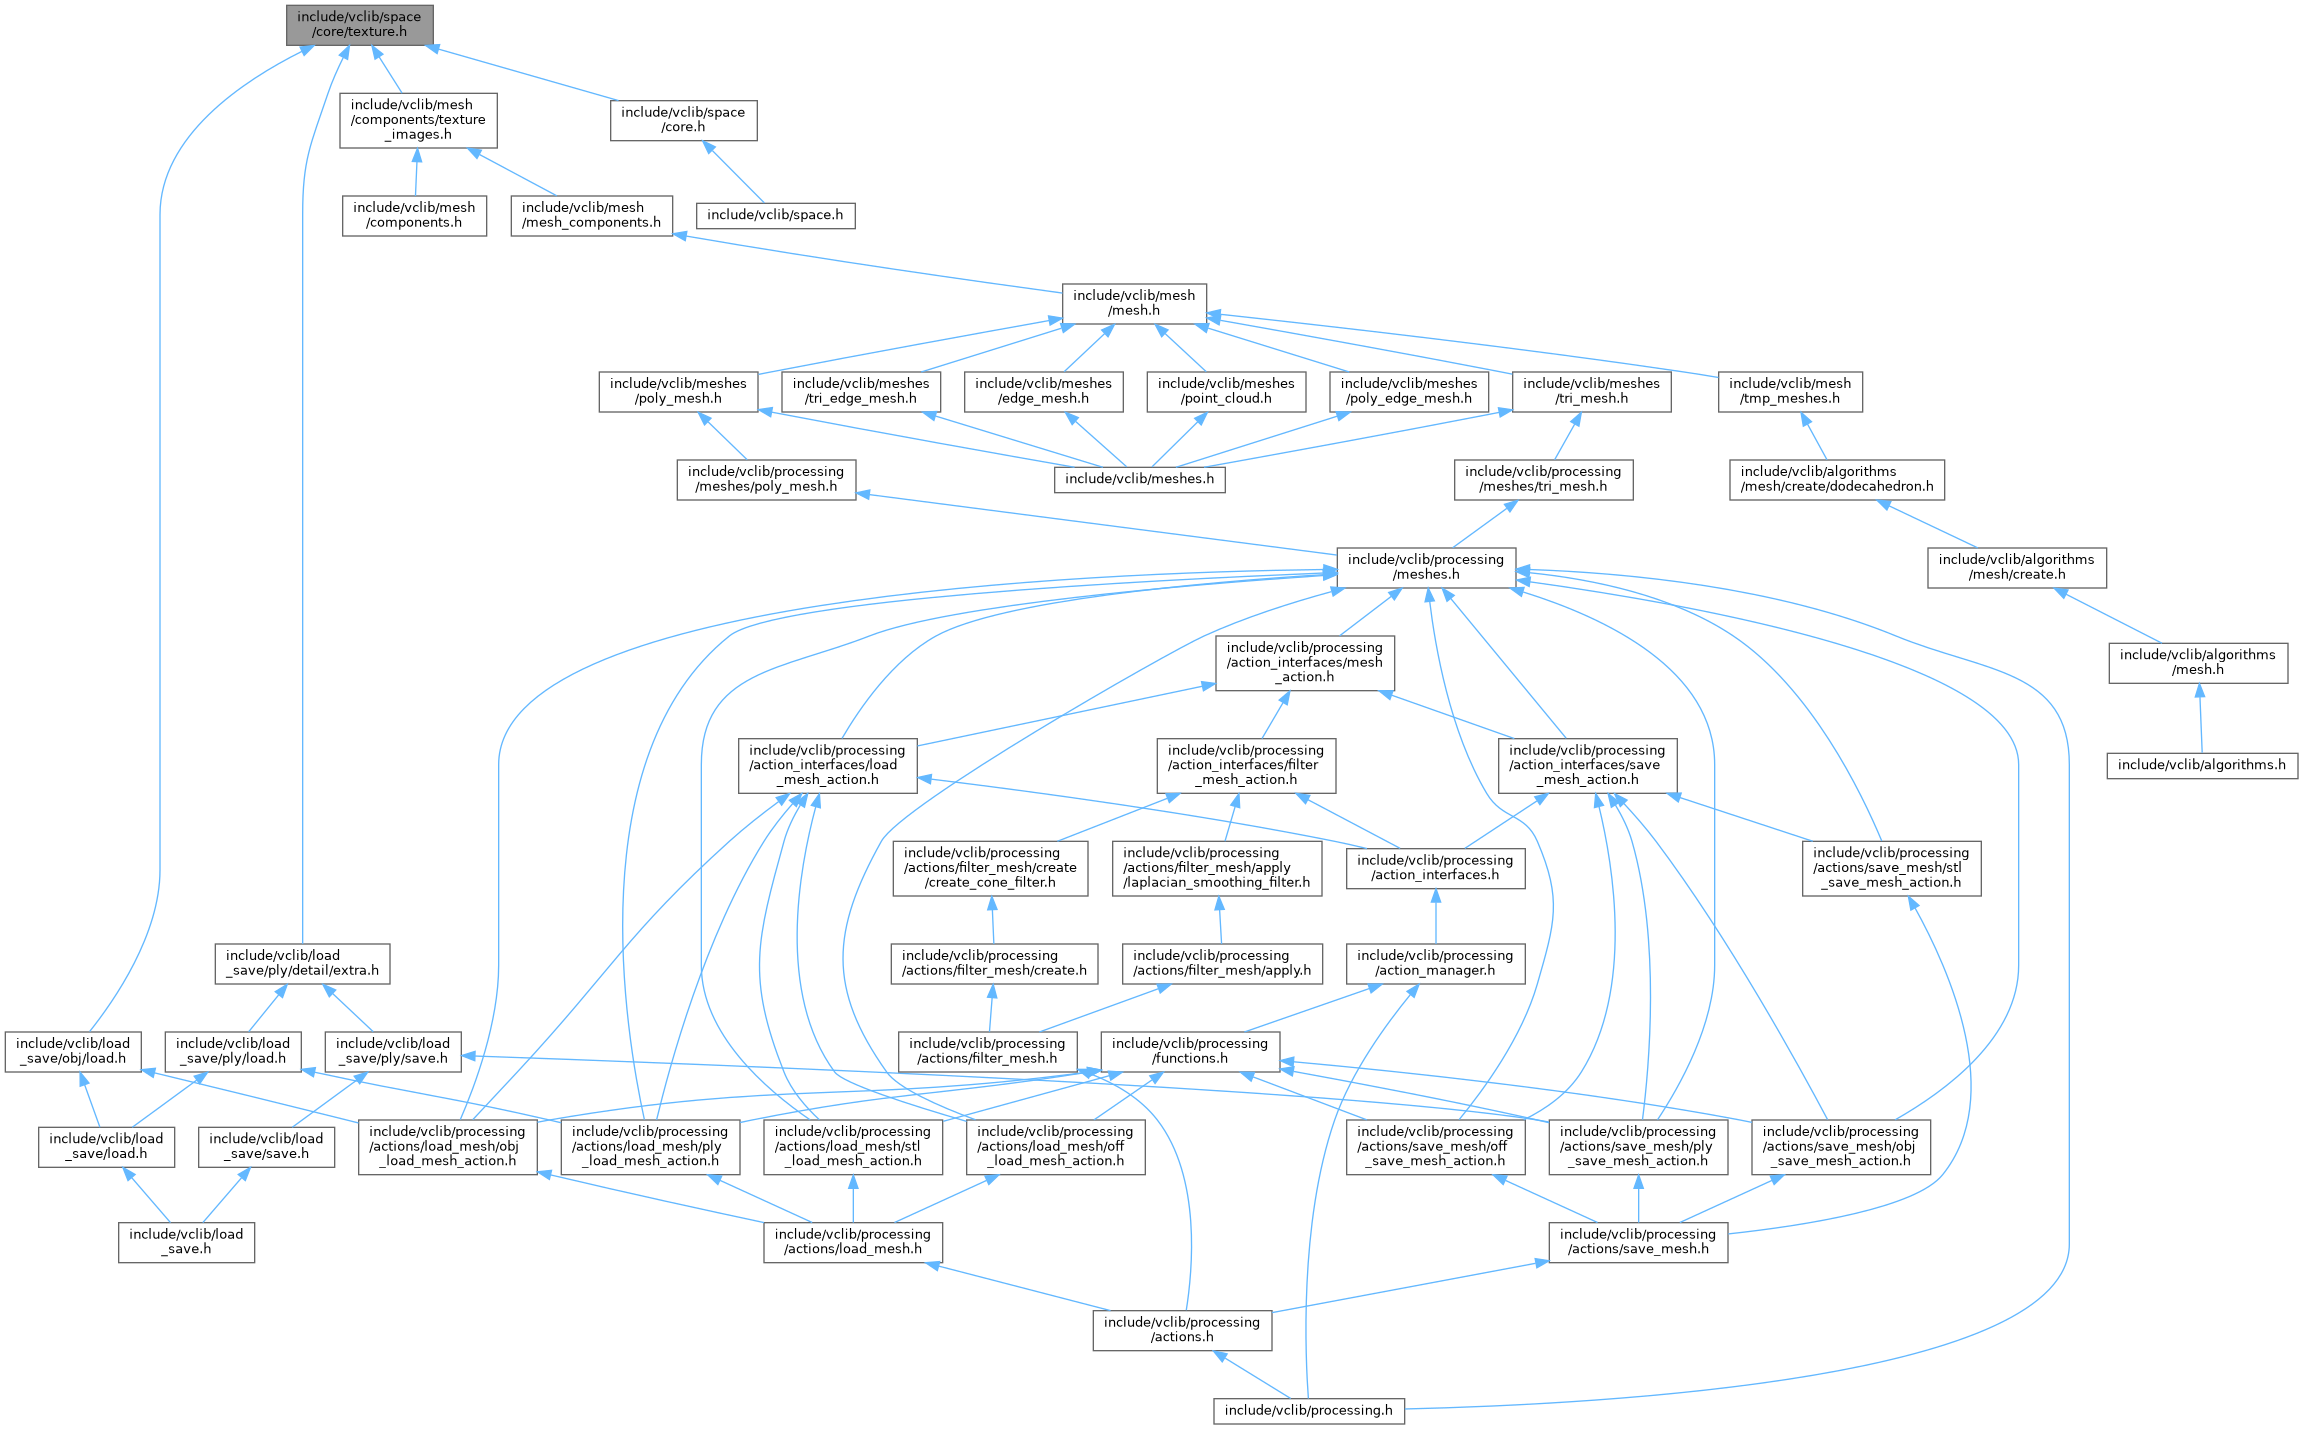 include/vclib/space
/core/texture.h
include/vclib/mesh
/components/texture
_images.h
include/vclib/space
/core.h
include/vclib/mesh
/components.h
include/vclib/mesh
/mesh_components.h
include/vclib/space.h
include/vclib/mesh
/mesh.h
include/vclib/meshes
/poly_mesh.h
include/vclib/meshes
/tri_edge_mesh.h
include/vclib/meshes
/edge_mesh.h
include/vclib/meshes
/point_cloud.h
include/vclib/meshes
/poly_edge_mesh.h
include/vclib/meshes
/tri_mesh.h
include/vclib/mesh
/tmp_meshes.h
include/vclib/processing
/meshes/poly_mesh.h
include/vclib/meshes.h
include/vclib/processing
/meshes/tri_mesh.h
include/vclib/algorithms
/mesh/create/dodecahedron.h
include/vclib/processing
/meshes.h
include/vclib/algorithms
/mesh/create.h
include/vclib/processing
/action_interfaces/mesh
_action.h
include/vclib/algorithms
/mesh.h
include/vclib/processing
/action_interfaces/load
_mesh_action.h
include/vclib/processing
/action_interfaces/filter
_mesh_action.h
include/vclib/processing
/action_interfaces/save
_mesh_action.h
include/vclib/algorithms.h
include/vclib/processing
/actions/filter_mesh/create
/create_cone_filter.h
include/vclib/processing
/actions/filter_mesh/apply
/laplacian_smoothing_filter.h
include/vclib/processing
/action_interfaces.h
include/vclib/processing
/actions/save_mesh/stl
_save_mesh_action.h
include/vclib/load
_save/ply/detail/extra.h
include/vclib/processing
/actions/filter_mesh/create.h
include/vclib/processing
/actions/filter_mesh/apply.h
include/vclib/processing
/action_manager.h
include/vclib/load
_save/obj/load.h
include/vclib/load
_save/ply/load.h
include/vclib/load
_save/ply/save.h
include/vclib/processing
/actions/filter_mesh.h
include/vclib/processing
/functions.h
include/vclib/load
_save/load.h
include/vclib/load
_save/save.h
include/vclib/processing
/actions/load_mesh/obj
_load_mesh_action.h
include/vclib/processing
/actions/load_mesh/ply
_load_mesh_action.h
include/vclib/processing
/actions/load_mesh/stl
_load_mesh_action.h
include/vclib/processing
/actions/load_mesh/off
_load_mesh_action.h
include/vclib/processing
/actions/save_mesh/off
_save_mesh_action.h
include/vclib/processing
/actions/save_mesh/ply
_save_mesh_action.h
include/vclib/processing
/actions/save_mesh/obj
_save_mesh_action.h
include/vclib/load
_save.h
include/vclib/processing
/actions/load_mesh.h
include/vclib/processing
/actions/save_mesh.h
include/vclib/processing
/actions.h
include/vclib/processing.h